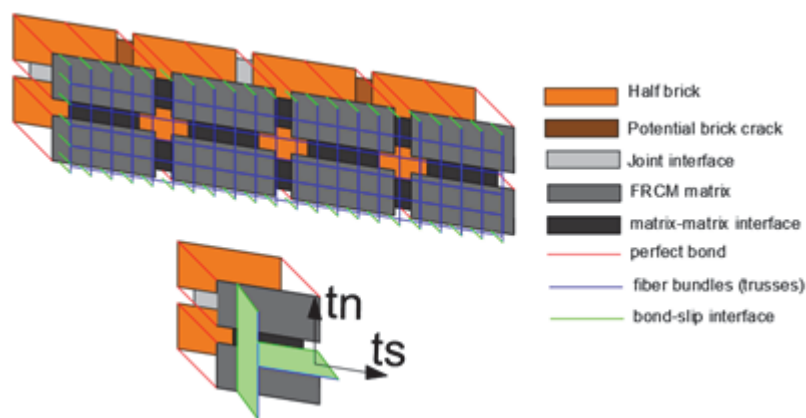 Half brick
Potential brick crack
Joint interface
FRCM matrix
matrix-matrix interface
perfect bond
fiber bundles (trusses)
bond-slip interface
tn
ts